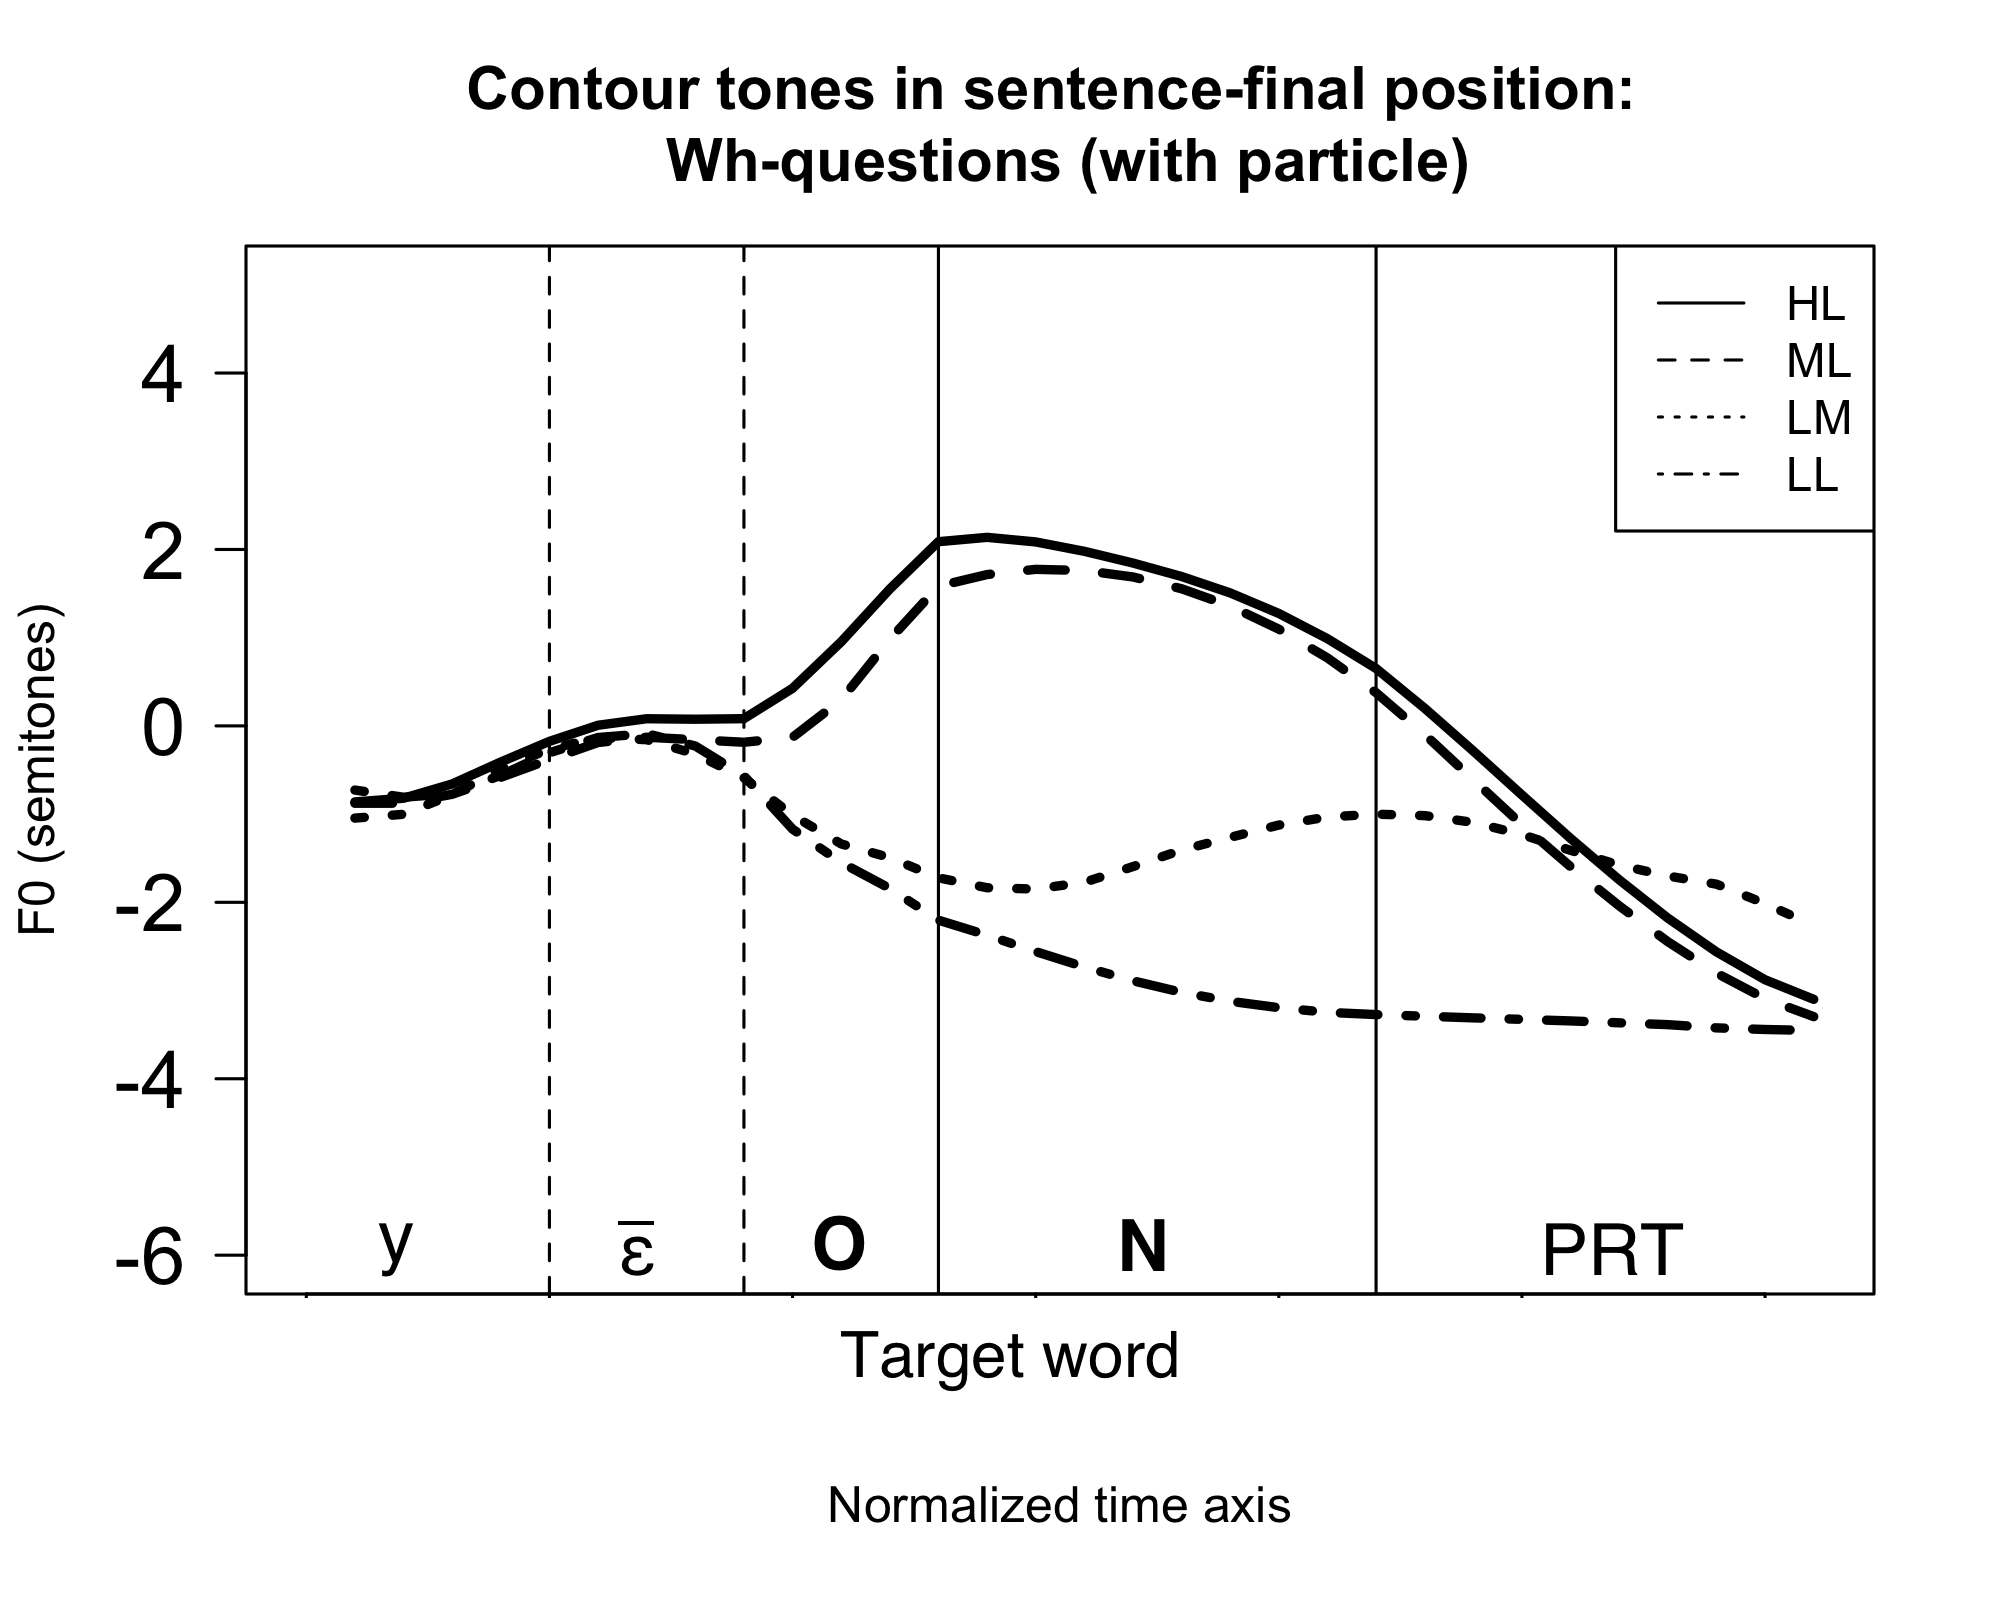 Contour tones in sentence-final position:
Wh-questions (with particle)
HL
ML
LM
LL
4
2
0
-2
-4
-6
F0 (semitones)
y
ε̅
O
N
PRT
Target word
Normalized time axis